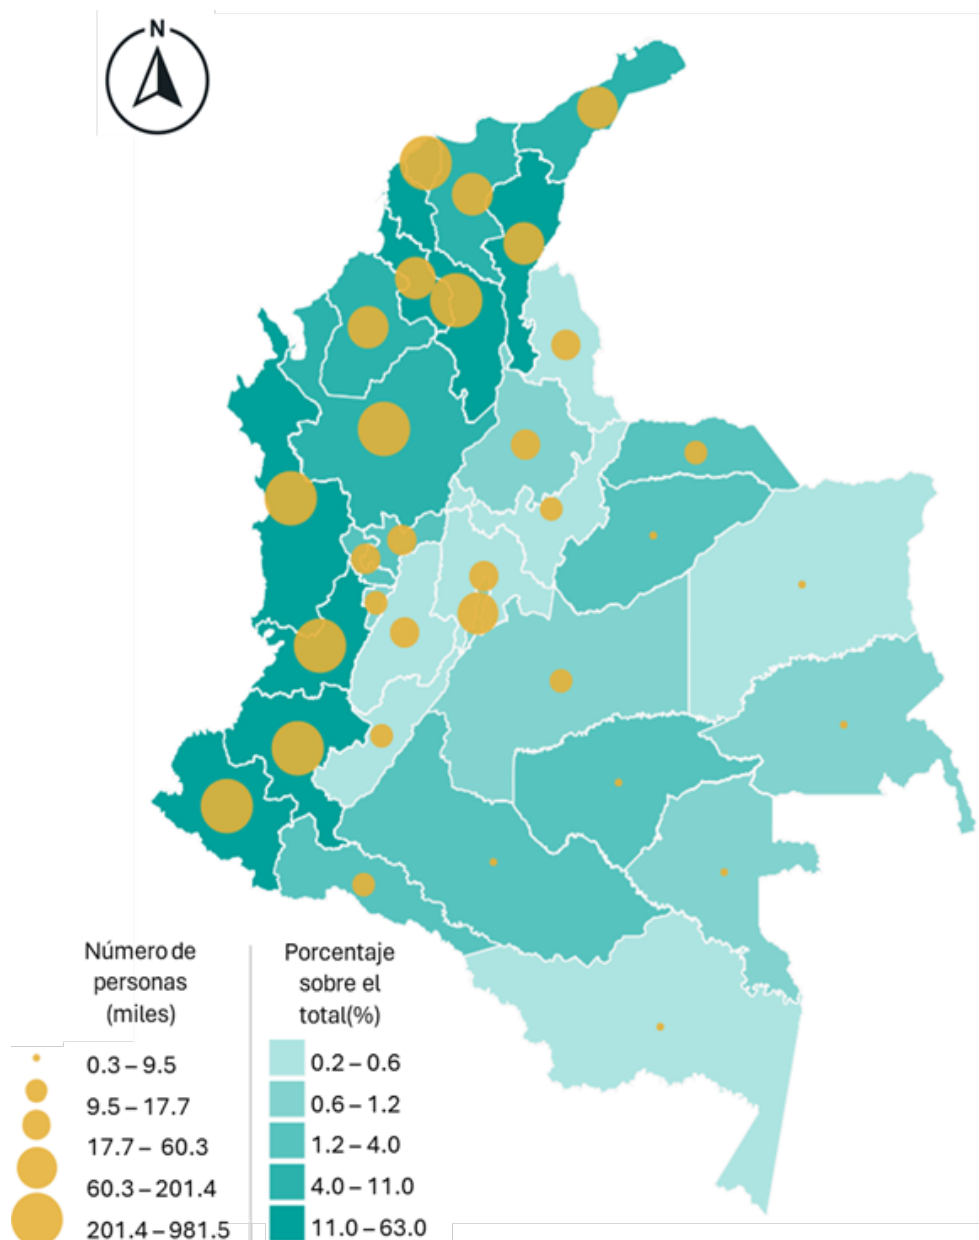 N
Número de
personas
(miles)
0.3 – 9.5
9.5 – 17.7
17.7 – 60.3
60.3 – 201.4
201.4 – 981.5
Porcentaje
sobre el
total(%)
0.2 – 0.6
0.6 – 1.2
1.2 – 4.0
4.0 – 11.0
11.0 – 63.0